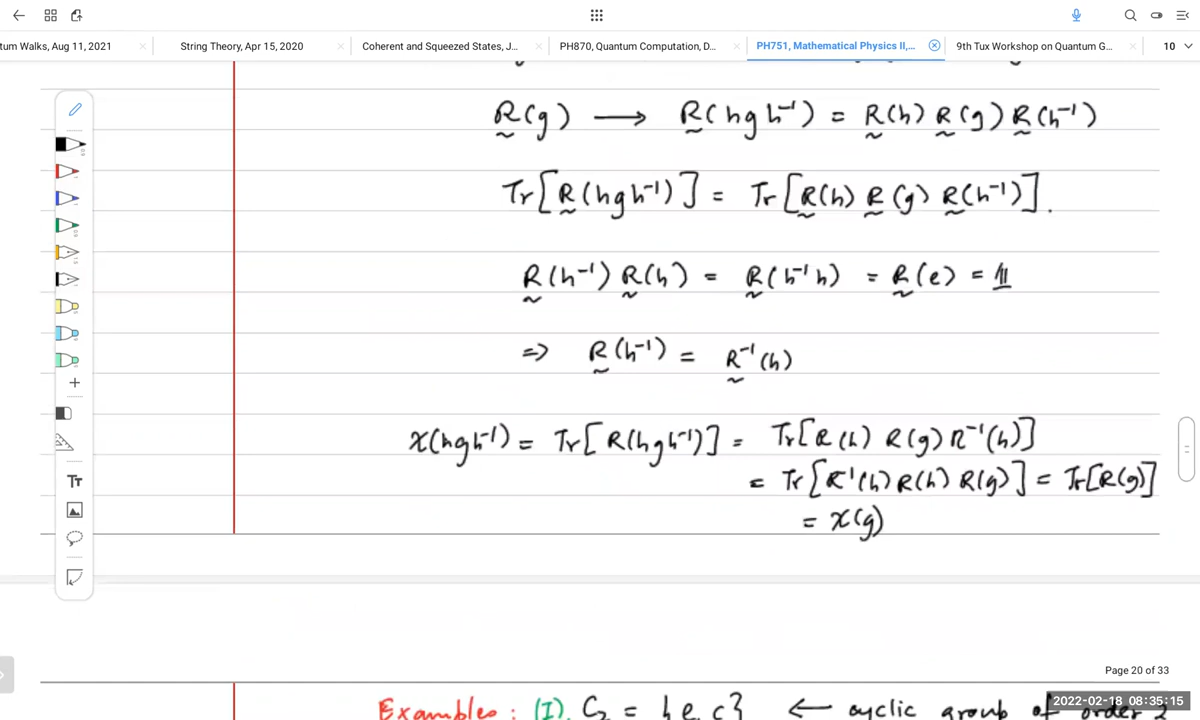 tum Walks, Aug 11, 2021
String Theory, Apr 15, 2020
Coherent and Squeezed States, J...
PH870, Quantum Computation, D...
PH751, Mathematical Physics II,...
9th Tux Workshop on Quantum G...
10
R(g) ⟶ R(hgh⁻¹) = R(h) R(g) R(h⁻¹)
Tr[R(hgh⁻¹)] = Tr[R(h) R(g) R(h⁻¹)].
R(h⁻¹) R(h) = R(h⁻¹h) = R(e) = 𝟙
⇒ R(h⁻¹) = R⁻¹(h)
χ(hgh⁻¹) = Tr[R(hgh⁻¹)] = Tr[R(h) R(g) R⁻¹(h)]
= Tr[R⁻¹(h) R(h) R(g)] = Tr[R(g)]
= χ(g)
Tт
Page 20 of 33
2022-02-18 08:35:15
Examples : (I). C₂ = {e, c} ← cyclic group of order 2